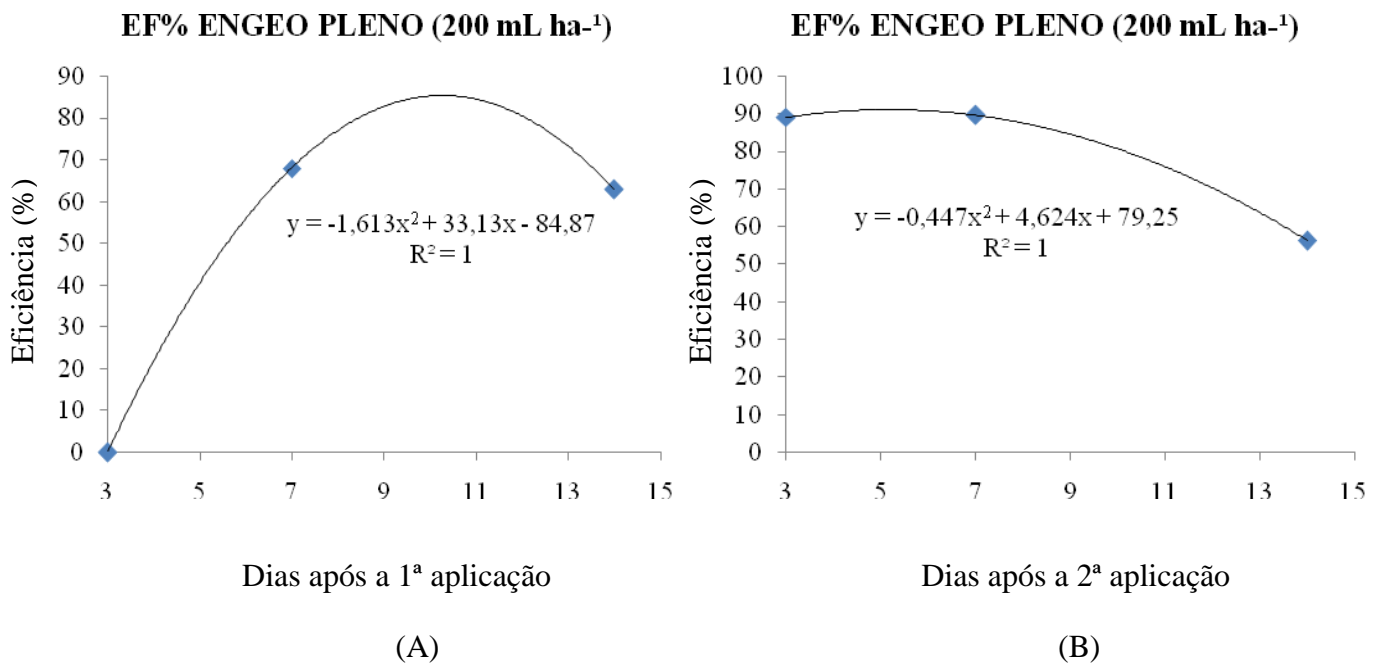 EF% ENGEO PLENO (200 mL ha-¹)
90
80
70
60
50
40
30
20
10
0
Eficiência (%)
y = -1,613x² + 33,13x - 84,87
R² = 1
3 5 7 9 11 13 15
Dias após a 1ª aplicação
(A)
EF% ENGEO PLENO (200 mL ha-¹)
100
90
80
70
60
50
40
30
20
10
0
Eficiência (%)
y = -0,447x² + 4,624x + 79,25
R² = 1
3 5 7 9 11 13 15
Dias após a 2ª aplicação
(B)